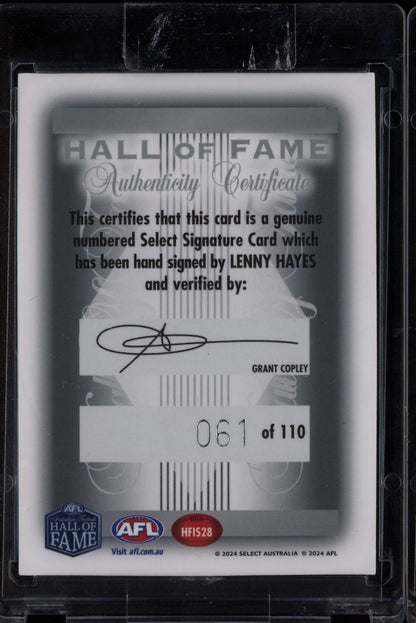 HALL OF FAME
Authenticity Certificate
This certifies that this card is a genuine
numbered Select Signature Card which
has been hand signed by LENNY HAYES
and verified by:
GRANT COPLEY
061 of 110
AFL
Australian Football
HALL OF
FAME
AFL
Visit afl.com.au
HFIS28
© 2024 SELECT AUSTRALIA © 2024 AFL